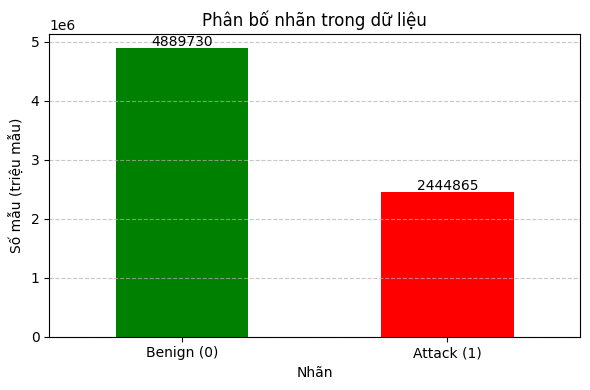 Phân bố nhãn trong dữ liệu
1e6
5
4
3
2
1
0
Số mẫu (triệu mẫu)
4889730
2444865
Benign (0)
Attack (1)
Nhãn